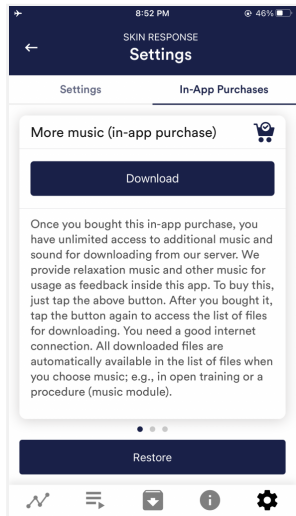 8:52 PM
46%
SKIN RESPONSE
Settings
Settings
In-App Purchases
More music (in-app purchase)
Download
Once you bought this in-app purchase, you
have unlimited access to additional music and
sound for downloading from our server. We
provide relaxation music and other music for
usage as feedback inside this app. To buy this,
just tap the above button. After you bought it,
tap the button again to access the list of files
for downloading. You need a good internet
connection. All downloaded files are
automatically available in the list of files when
you choose music; e.g., in open training or a
procedure (music module).
Restore